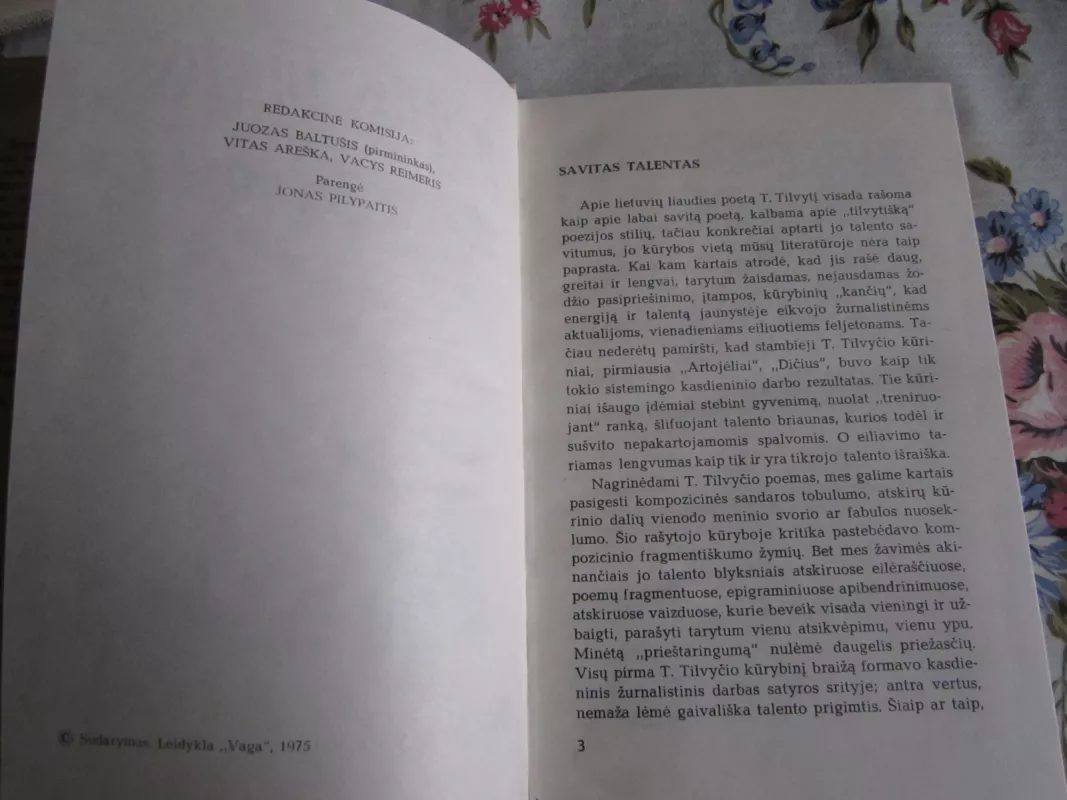 REDAKCINĖ KOMISIJA:
JUOZAS BALTUŠIS (pirmininkas),
VITAS AREŠKA, VACYS REIMERIS
Parengė
JONAS PILYPAITIS
© Sudarymas. Leidykla „Vaga“, 1975
SAVITAS TALENTAS
Apie lietuvių liaudies poetą T. Tilvytį visada rašoma
kaip apie labai savitą poetą, kalbama apie „tilvytišką“
poezijos stilių, tačiau konkrečiai aptarti jo talento sa-
vitumus, jo kūrybos vietą mūsų literatūroje nėra taip
paprasta. Kai kam kartais atrodė, kad jis rašė daug,
greitai ir lengvai, tarytum žaisdamas, nejausdamas žo-
džio pasipriešinimo, įtampos, kūrybinių „kančių“, kad
energiją ir talentą jaunystėje eikvojo žurnalistinėms
aktualijoms, vienadieniams eiliuotiems feljetonams. Ta-
čiau nederėtų pamiršti, kad stambieji T. Tilvyčio kūri-
niai, pirmiausia „Artojėliai“, „Dičius“, buvo kaip tik
tokio sistemingo kasdieninio darbo rezultatas. Tie kūri-
niai išaugo įdėmiai stebint gyvenimą, nuolat „treniruo-
jant“ ranką, šlifuojant talento briaunas, kurios todėl ir
sušvito nepakartojamomis spalvomis. O eiliavimo ta-
riamas lengvumas kaip tik ir yra tikrojo talento išraiška.
Nagrinėdami T. Tilvyčio poemas, mes galime kartais
pasigesti kompozicinės sandaros tobulumo, atskirų kū-
rinio dalių vienodo meninio svorio ar fabulos nuosek-
lumo. Šio rašytojo kūryboje kritika pastebėdavo kom-
pozicinio fragmentiškumo žymių. Bet mes žavimės aki-
nančiais jo talento blyksniais atskiruose eilėraščiuose,
poemų fragmentuose, epigraminiuose apibendrinimuose,
atskiruose vaizduose, kurie beveik visada vieningi ir už-
baigti, parašyti tarytum vienu atsikvėpimu, vienu ypu.
Minėtą „prieštaringumą“ nulėmė daugelis priežasčių.
Visų pirma T. Tilvyčio kūrybinį braižą formavo kasdie-
ninis žurnalistinis darbas satyros srityje; antra vertus,
nemaža lėmė gaivališka talento prigimtis. Šiaip ar taip,
3